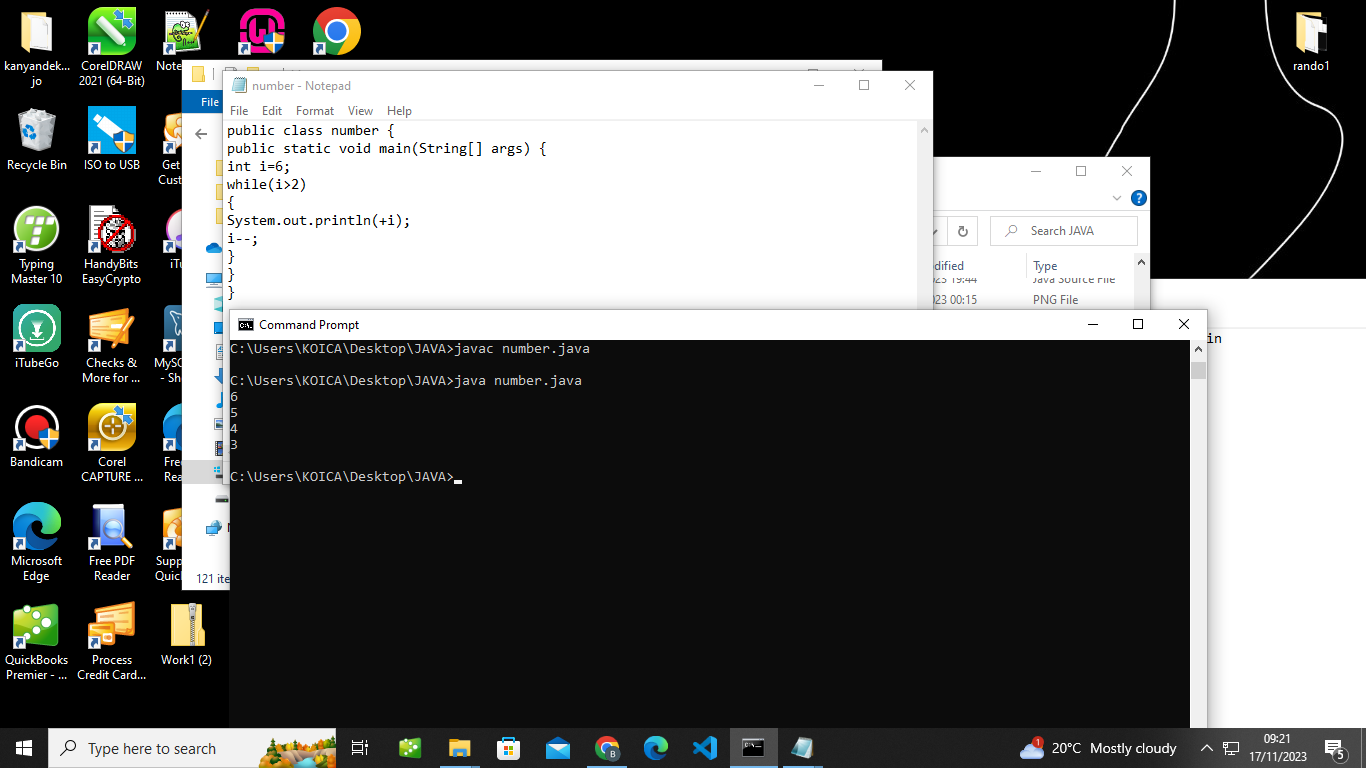 kanyandek...
jo
CorelDRAW
2021 (64-Bit)
Note
rando1
Recycle Bin
ISO to USB
Get
Cust
Typing
Master 10
HandyBits
EasyCrypto
iTu
iTubeGo
Checks &
More for ...
MySQ
- Sh
Bandicam
Corel
CAPTURE ...
Free
Rea
Microsoft
Edge
Free PDF
Reader
Supp
Quick
QuickBooks
Premier - ...
Process
Credit Card...
Work1 (2)
File
121 ite
number - Notepad
File Edit Format View Help
public class number {
public static void main(String[] args) {
int i=6;
while(i>2)
{
System.out.println(+i);
i--;
}
}
}
?
Search JAVA
odified
Type
023 19:44
Java Source File
023 00:15
PNG File
in
C:\.
Command Prompt
C:\Users\KOICA\Desktop\JAVA>javac number.java
C:\Users\KOICA\Desktop\JAVA>java number.java
6
5
4
3
C:\Users\KOICA\Desktop\JAVA>
Type here to search
B
1
20°C Mostly cloudy
09:21
17/11/2023
5